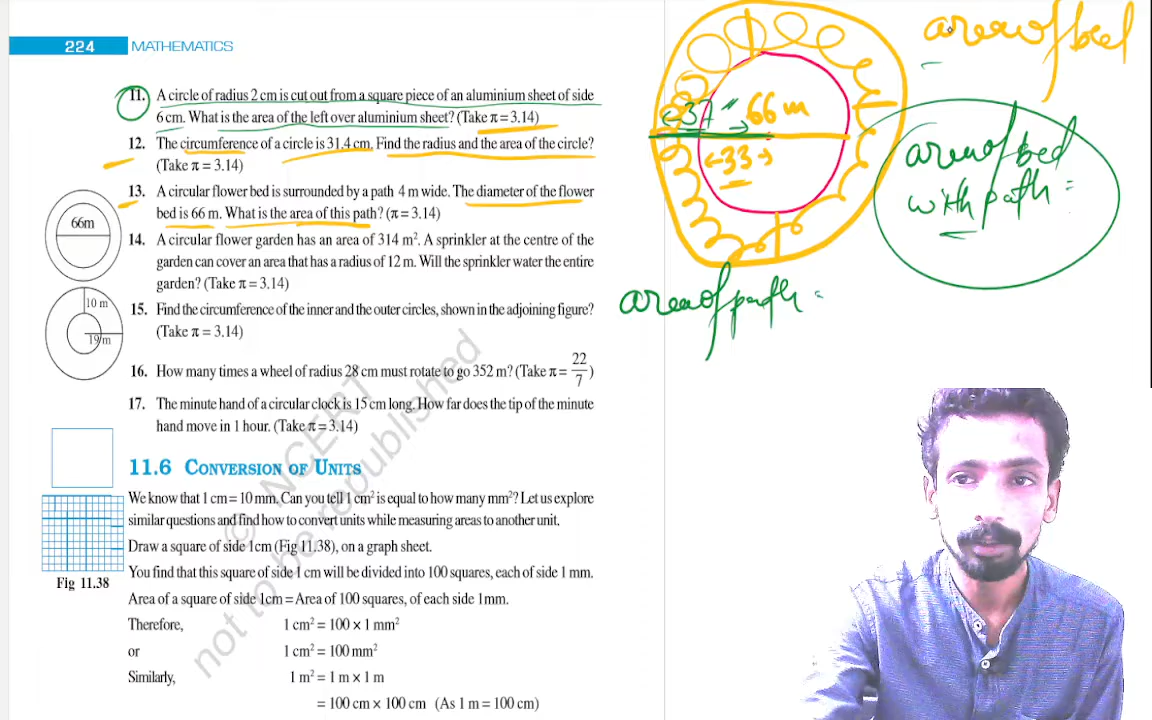 224 MATHEMATICS
11. A circle of radius 2 cm is cut out from a square piece of an aluminium sheet of side
6 cm. What is the area of the left over aluminium sheet? (Take π = 3.14)
12. The circumference of a circle is 31.4 cm. Find the radius and the area of the circle?
(Take π = 3.14)
13. A circular flower bed is surrounded by a path 4 m wide. The diameter of the flower
bed is 66 m. What is the area of this path? (π = 3.14)
66m
14. A circular flower garden has an area of 314 m². A sprinkler at the centre of the
garden can cover an area that has a radius of 12 m. Will the sprinkler water the entire
garden? (Take π = 3.14)
10 m
19 m
15. Find the circumference of the inner and the outer circles, shown in the adjoining figure?
(Take π = 3.14)
16. How many times a wheel of radius 28 cm must rotate to go 352 m? (Take π = 22/7)
17. The minute hand of a circular clock is 15 cm long. How far does the tip of the minute
hand move in 1 hour. (Take π = 3.14)
11.6 CONVERSION OF UNITS
We know that 1 cm = 10 mm. Can you tell 1 cm² is equal to how many mm²? Let us explore
similar questions and find how to convert units while measuring areas to another unit.
Draw a square of side 1cm (Fig 11.38), on a graph sheet.
You find that this square of side 1 cm will be divided into 100 squares, each of side 1 mm.
Fig 11.38
Area of a square of side 1cm = Area of 100 squares, of each side 1mm.
Therefore, 1 cm² = 100 × 1 mm²
or 1 cm² = 100 mm²
Similarly, 1 m² = 1 m × 1 m
= 100 cm × 100 cm (As 1 m = 100 cm)
© NCERT
not to be republished
area of bed
37
66 m
33
area of bed
with path =
area of path =